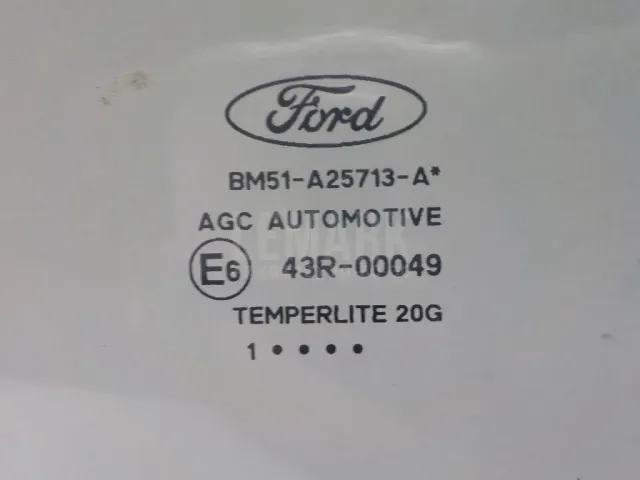 Ford
BM51-A25713-A*
AGC AUTOMOTIVE
E6 43R-00049
TEMPERLITE 20G
1 • • • •